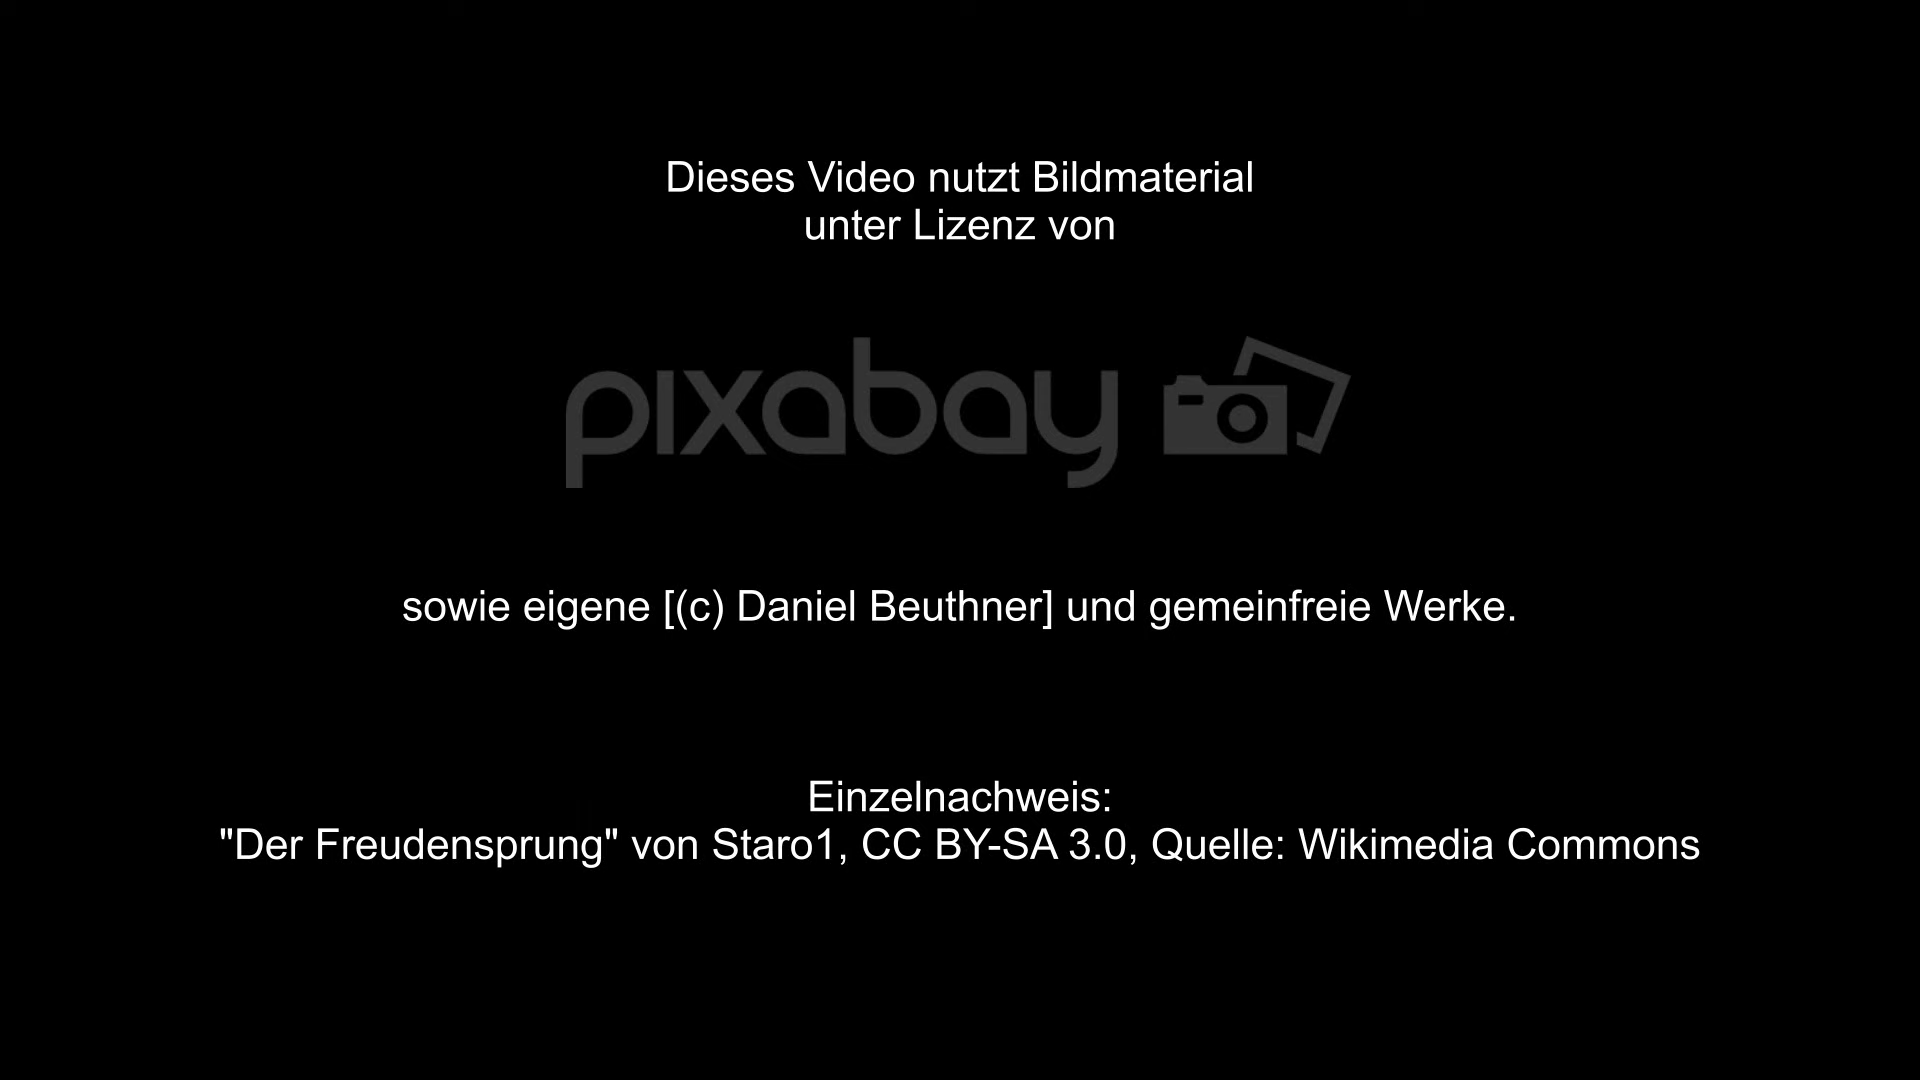 Dieses Video nutzt Bildmaterial
unter Lizenz von
pixabay
sowie eigene [(c) Daniel Beuthner] und gemeinfreie Werke.
Einzelnachweis:
"Der Freudensprung" von Staro1, CC BY-SA 3.0, Quelle: Wikimedia Commons